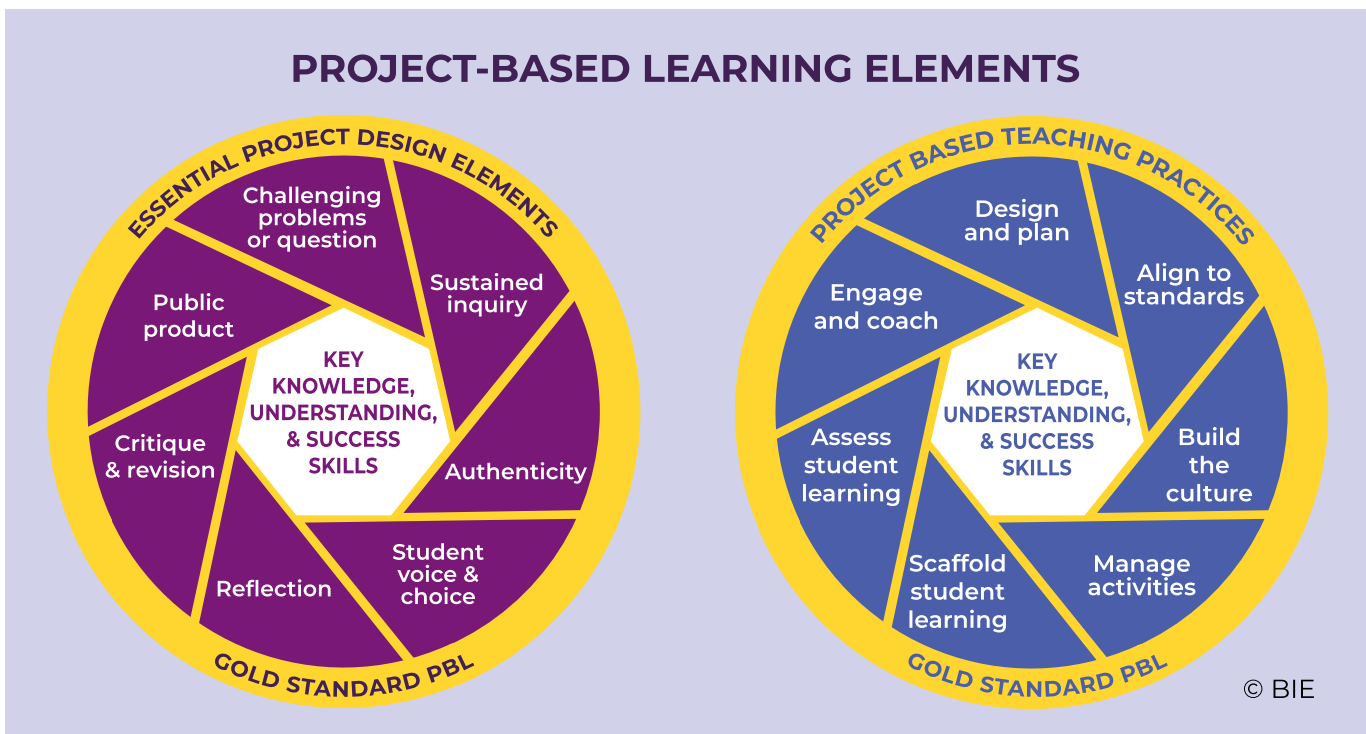 PROJECT-BASED LEARNING ELEMENTS
ESSENTIAL PROJECT DESIGN ELEMENTS
Challenging
problems
or question
Sustained
inquiry
Authenticity
Student
voice &
choice
Reflection
Critique
& revision
Public
product
KEY
KNOWLEDGE,
UNDERSTANDING,
& SUCCESS
SKILLS
GOLD STANDARD PBL
PROJECT BASED TEACHING PRACTICES
Design
and plan
Align to
standards
Build
the
culture
Manage
activities
Scaffold
student
learning
Assess
student
learning
Engage
and coach
KEY
KNOWLEDGE,
UNDERSTANDING,
& SUCCESS
SKILLS
GOLD STANDARD PBL
© BIE